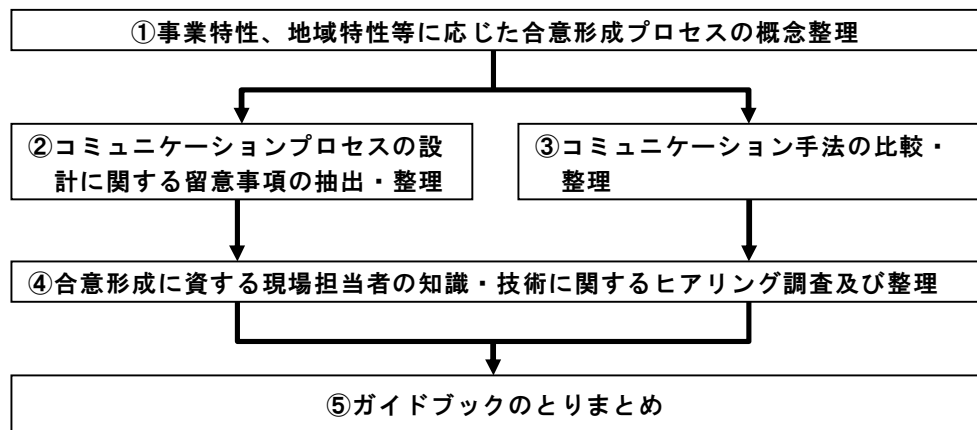 ①事業特性、地域特性等に応じた合意形成プロセスの概念整理
②コミュニケーションプロセスの設
計に関する留意事項の抽出・整理
③コミュニケーション手法の比較・
整理
④合意形成に資する現場担当者の知識・技術に関するヒアリング調査及び整理
⑤ガイドブックのとりまとめ